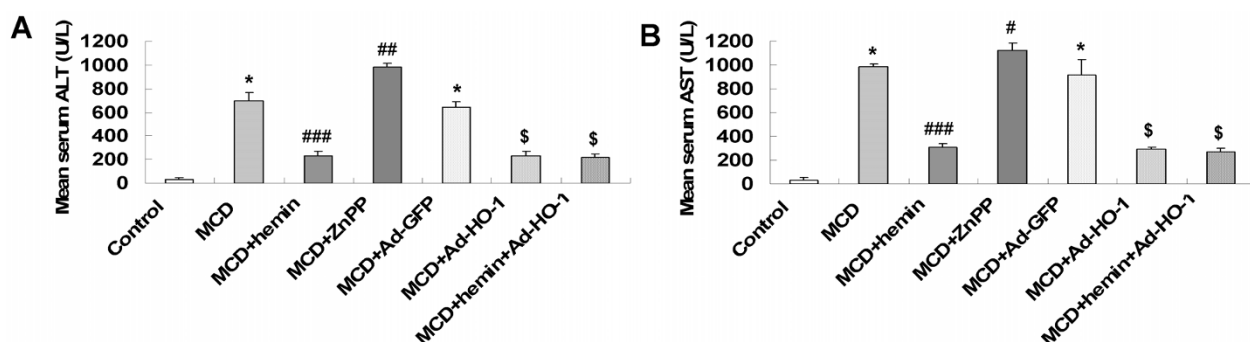 A
Mean serum ALT (U/L)
1200
1000
800
600
400
200
0
*
###
##
*
$
$
Control
MCD
MCD+hemin
MCD+ZnPP
MCD+Ad-GFP
MCD+Ad-HO-1
MCD+hemin+Ad-HO-1
B
Mean serum AST (U/L)
1200
1000
800
600
400
200
0
*
###
#
*
$
$
Control
MCD
MCD+hemin
MCD+ZnPP
MCD+Ad-GFP
MCD+Ad-HO-1
MCD+hemin+Ad-HO-1